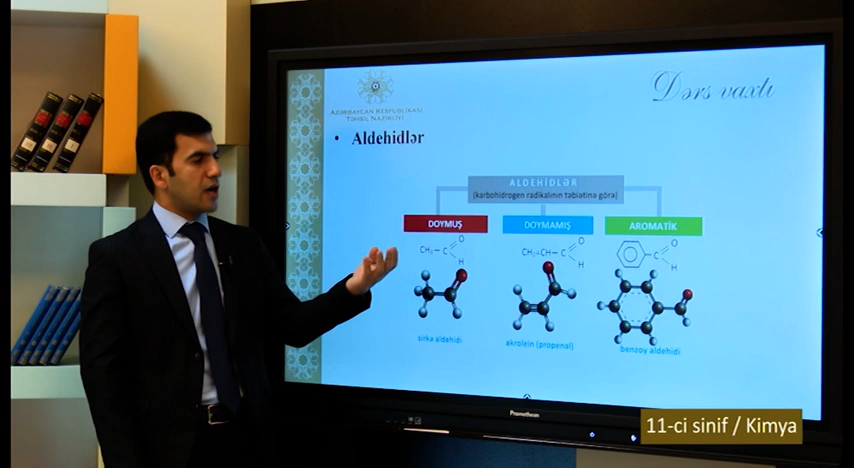 Dərs vaxtı
AZƏRBAYCAN RESPUBLİKASI
TƏHSİL NAZİRLİYİ
• Aldehidlər
ALDEHİDLƏR
(karbohidrogen radikalının təbiətinə görə)
DOYMUŞ
DOYMAMIŞ
AROMATİK
CH₃—C
O
H
CH₂=CH—C
O
H
C
O
H
sirkə aldehidi
akrolein (propenal)
benzoy aldehidi
Promethean
11-ci sinif / Kimya